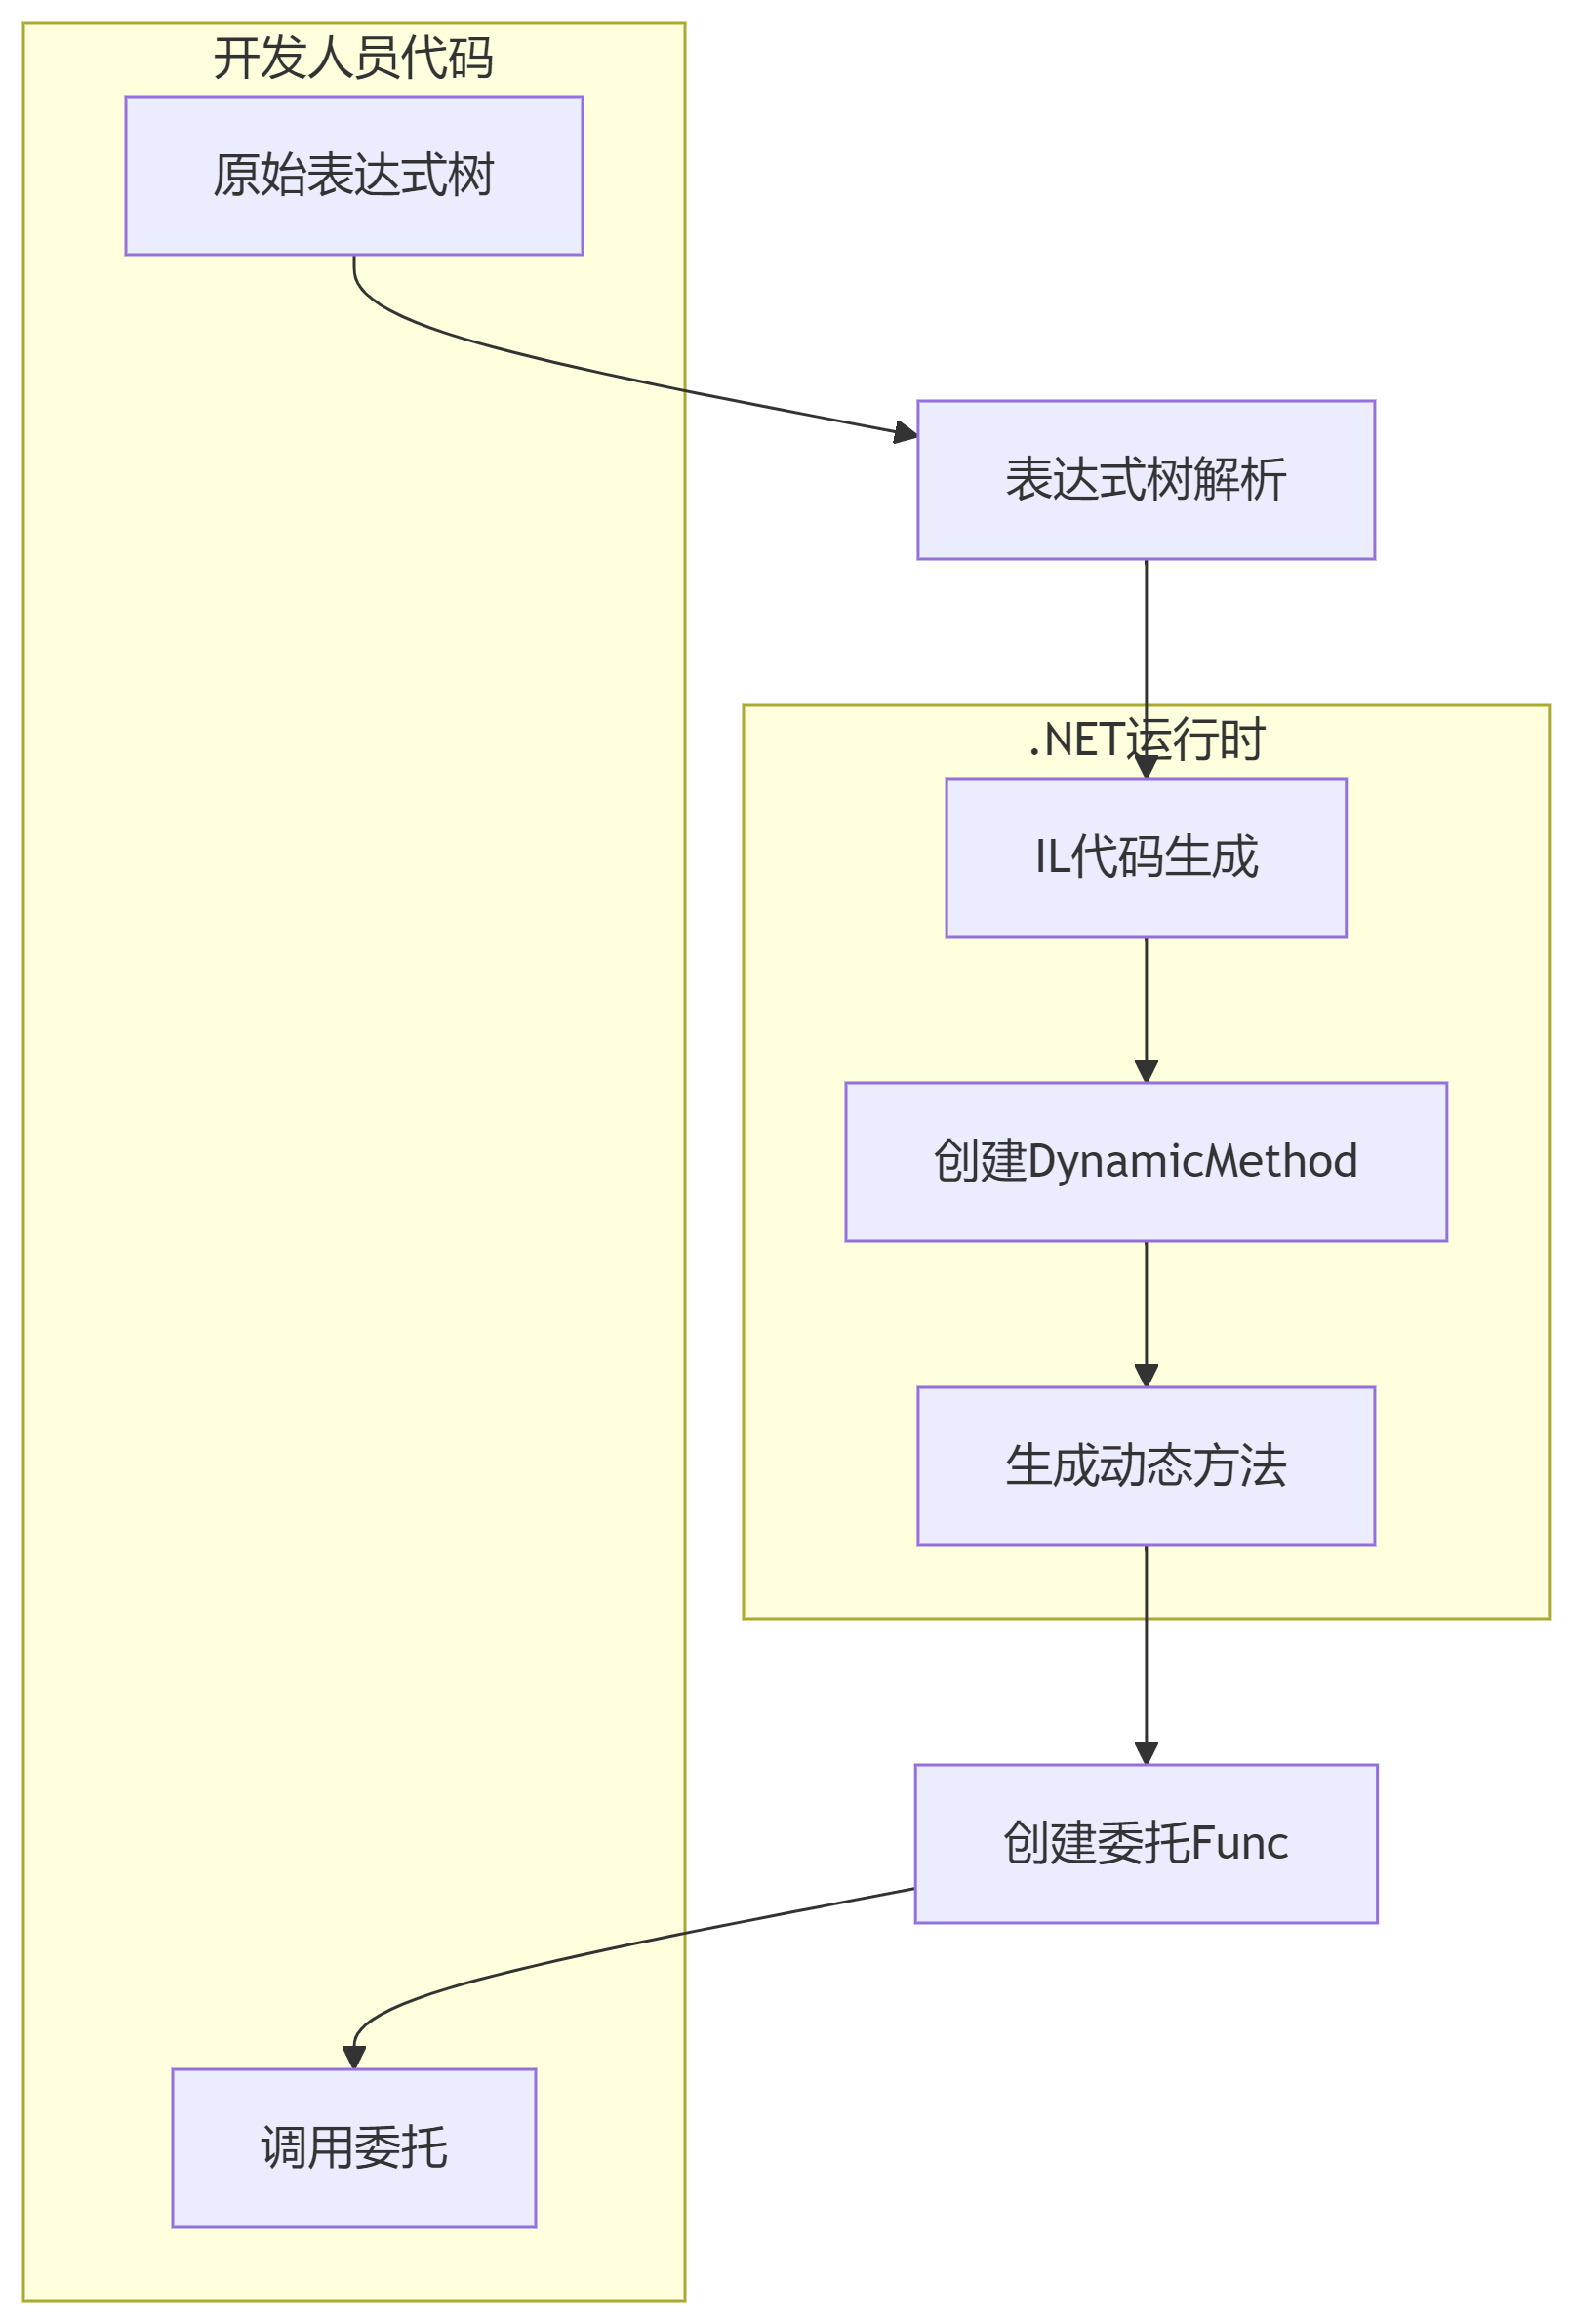 开发人员代码
原始表达式树
表达式树解析
.NET运行时
IL代码生成
创建DynamicMethod
生成动态方法
创建委托Func
调用委托